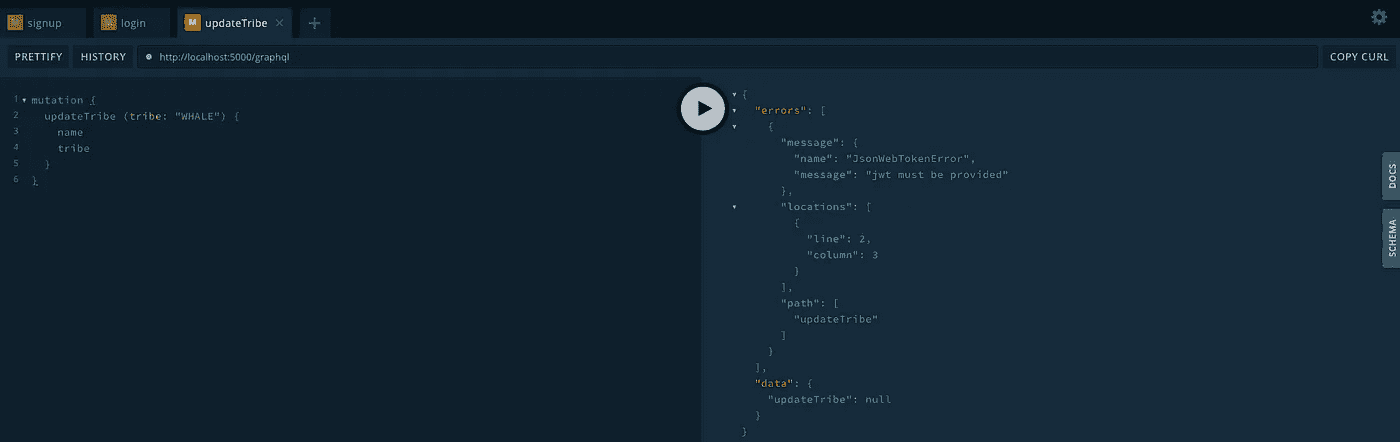 signup
login
M updateTribe ×
+
PRETTIFY
HISTORY
http://localhost:5000/graphql
COPY CURL
1 mutation {
2 updateTribe (tribe: "WHALE") {
3 name
4 tribe
5 }
6 }
{
"errors": [
{
"message": {
"name": "JsonWebTokenError",
"message": "jwt must be provided"
},
"locations": [
{
"line": 2,
"column": 3
}
],
"path": [
"updateTribe"
]
}
],
"data": {
"updateTribe": null
}
}
DOCS
SCHEMA